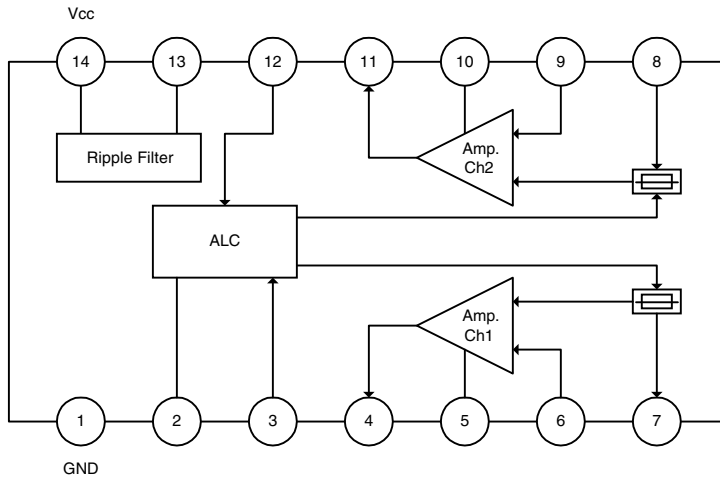 Vcc
14 13 12 11 10 9 8
Ripple Filter
Amp.
Ch2
ALC
Amp.
Ch1
1 2 3 4 5 6 7
GND